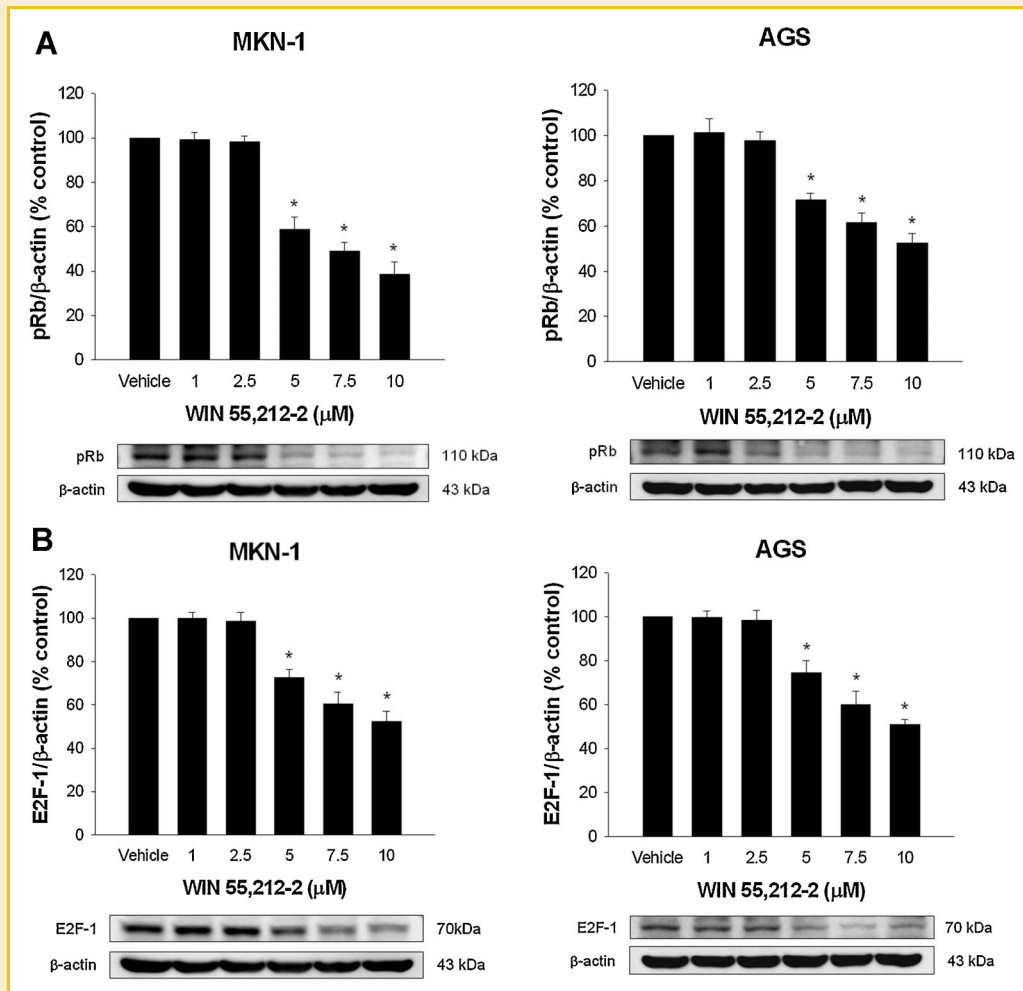 A
MKN-1
pRb/β-actin (% control)
120
100
80
60
40
20
0
* * *
Vehicle 1 2.5 5 7.5 10
WIN 55,212-2 (μM)
pRb 110 kDa
β-actin 43 kDa
AGS
pRb/β-actin (% control)
120
100
80
60
40
20
0
* * *
Vehicle 1 2.5 5 7.5 10
WIN 55,212-2 (μM)
pRb 110 kDa
β-actin 43 kDa
B
MKN-1
E2F-1/β-actin (% control)
120
100
80
60
40
20
0
* * *
Vehicle 1 2.5 5 7.5 10
WIN 55,212-2 (μM)
E2F-1 70kDa
β-actin 43 kDa
AGS
E2F-1/β-actin (% control)
120
100
80
60
40
20
0
* * *
Vehicle 1 2.5 5 7.5 10
WIN 55,212-2 (μM)
E2F-1 70 kDa
β-actin 43 kDa